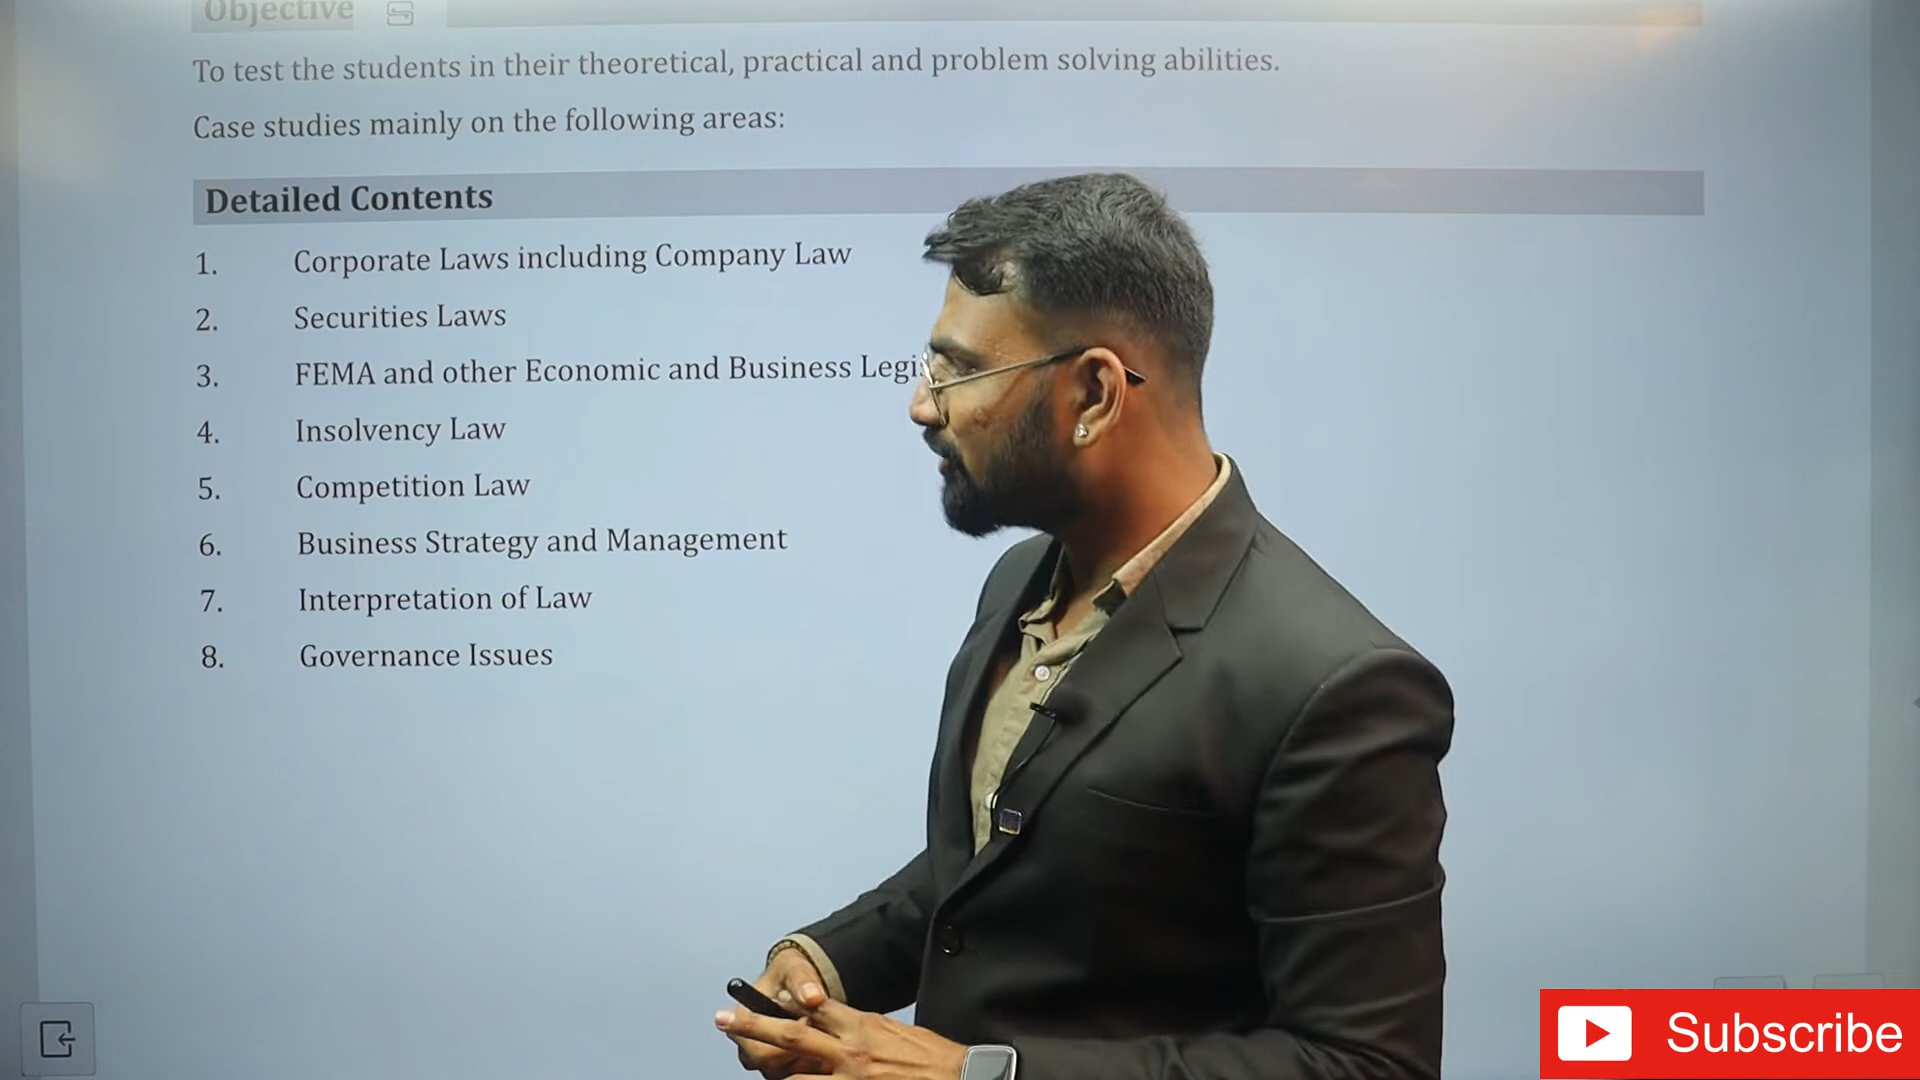 Objective
To test the students in their theoretical, practical and problem solving abilities.
Case studies mainly on the following areas:
Detailed Contents
1. Corporate Laws including Company Law
2. Securities Laws
3. FEMA and other Economic and Business
4. Insolvency Law
5. Competition Law
6. Business Strategy and Management
7. Interpretation of Law
8. Governance Issues
Subscribe